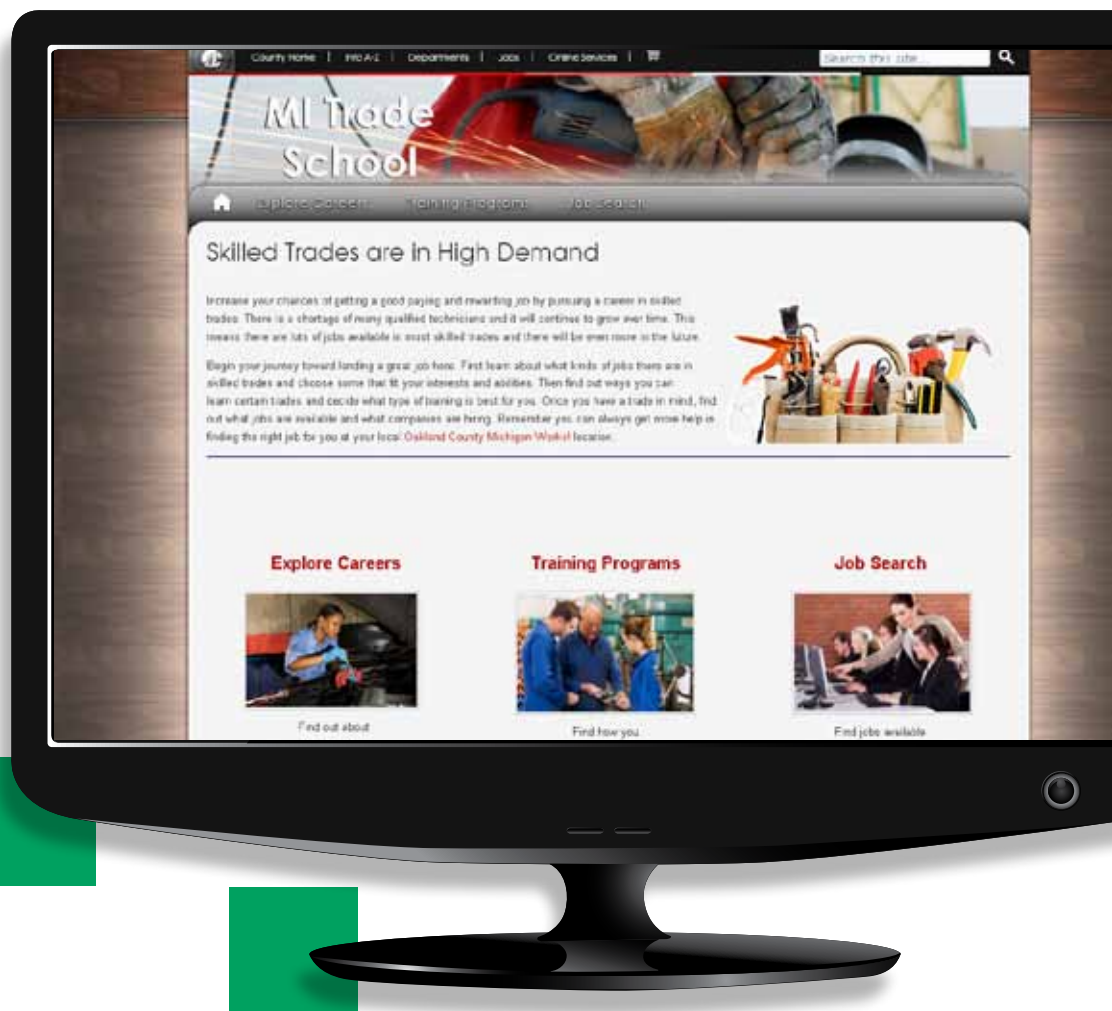 County Home | Info A-Z | Departments | Jobs | Online Services |
Search this site...
MI Trade
School
Explore Careers Training Programs Job Search
Skilled Trades are in High Demand
Increase your chances of getting a good paying and rewarding job by pursuing a career in skilled
trades. There is a shortage of many qualified technicians and it will continue to grow over time. This
means there are lots of jobs available in most skilled trades and there will be even more in the future.
Begin your journey toward landing a great job here. First learn about what kinds of jobs there are in
skilled trades and choose some that fit your interests and abilities. Then find out ways you can
learn certain trades and decide what type of training is best for you. Once you have a trade in mind, find
out what jobs are available and what companies are hiring. Remember you can always get more help in
finding the right job for you at your local Oakland County Michigan Works! location.
Explore Careers
Training Programs
Job Search
Find out about
Find how you
Find jobs available